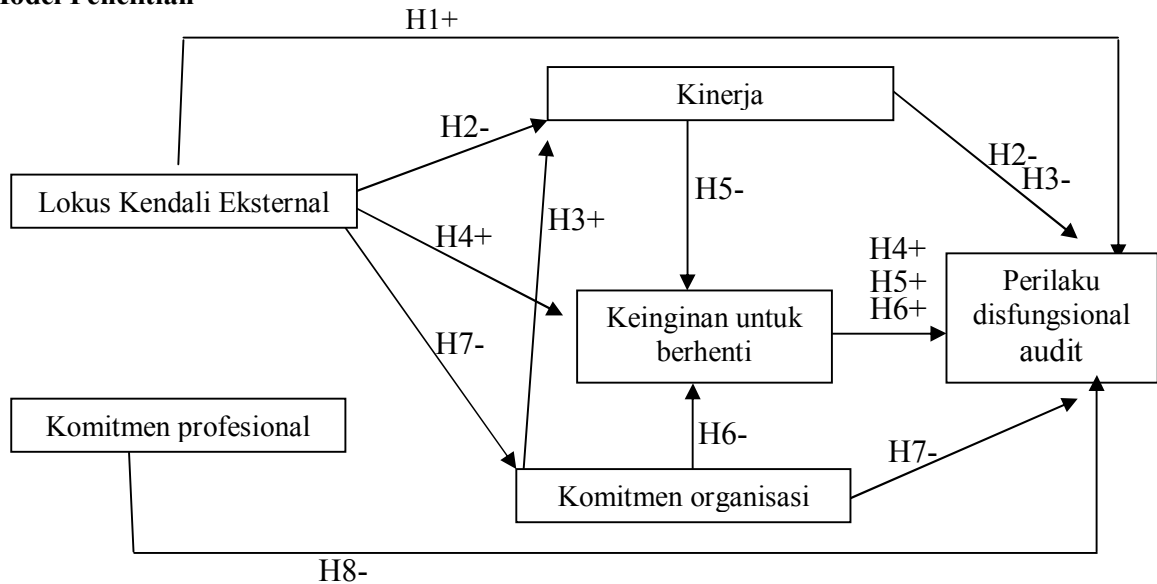 Model Penelitian
H1+
Kinerja
H2-
H2-
H3-
Lokus Kendali Eksternal
H5-
H3+
H4+
H4+
H5+
H6+
Perilaku
disfungsional
audit
Keinginan untuk
berhenti
H7-
Komitmen profesional
H6-
H7-
Komitmen organisasi
H8-